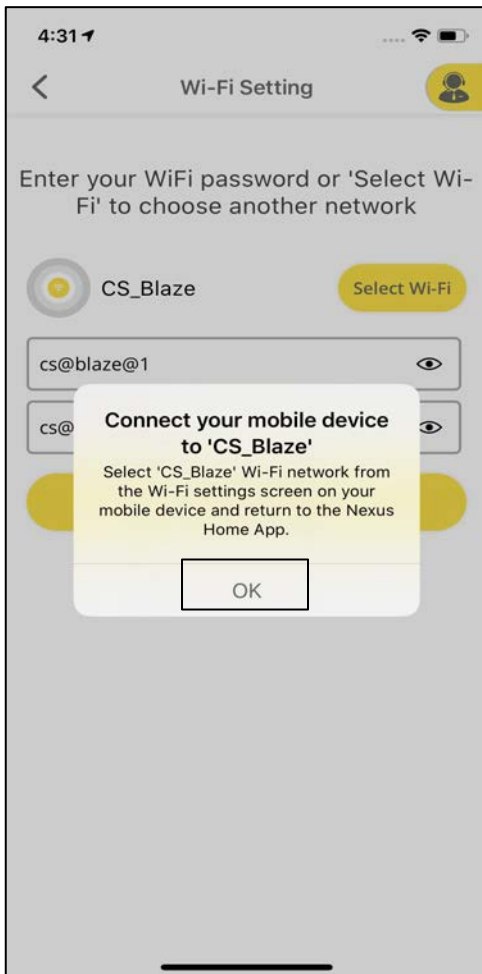 4:31
Wi-Fi Setting
Enter your WiFi password or 'Select Wi-
Fi' to choose another network
CS_Blaze
Select Wi-Fi
cs@blaze@1
cs@
Connect your mobile device
to 'CS_Blaze'
Select 'CS_Blaze' Wi-Fi network from
the Wi-Fi settings screen on your
mobile device and return to the Nexus
Home App.
OK